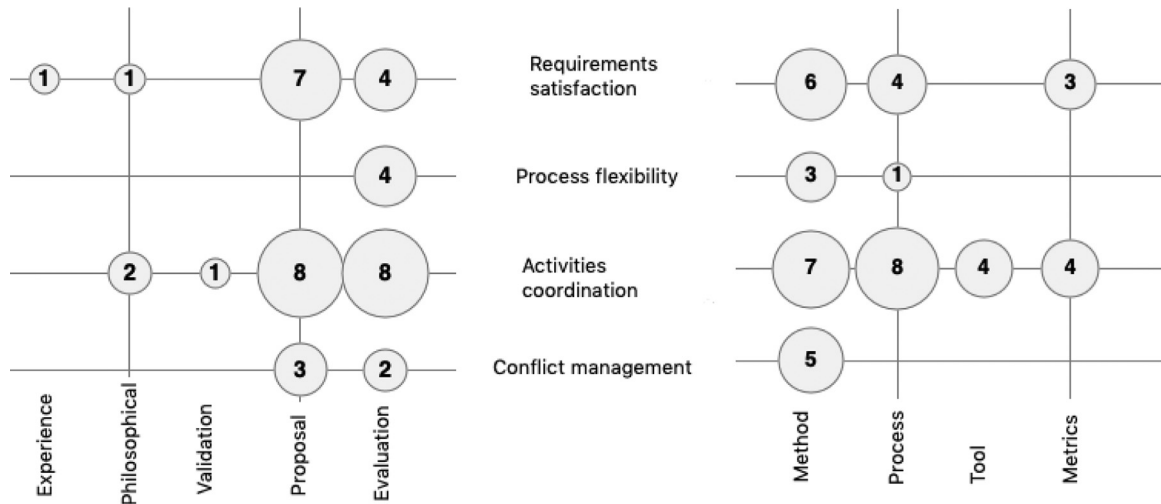 1 1 7 4
Requirements
satisfaction
6 4 3
4
Process flexibility
3 1
2 1 8 8
Activities
coordination
7 8 4 4
3 2
Conflict management
5
Experience
Philosophical
Validation
Proposal
Evaluation
Method
Process
Tool
Metrics